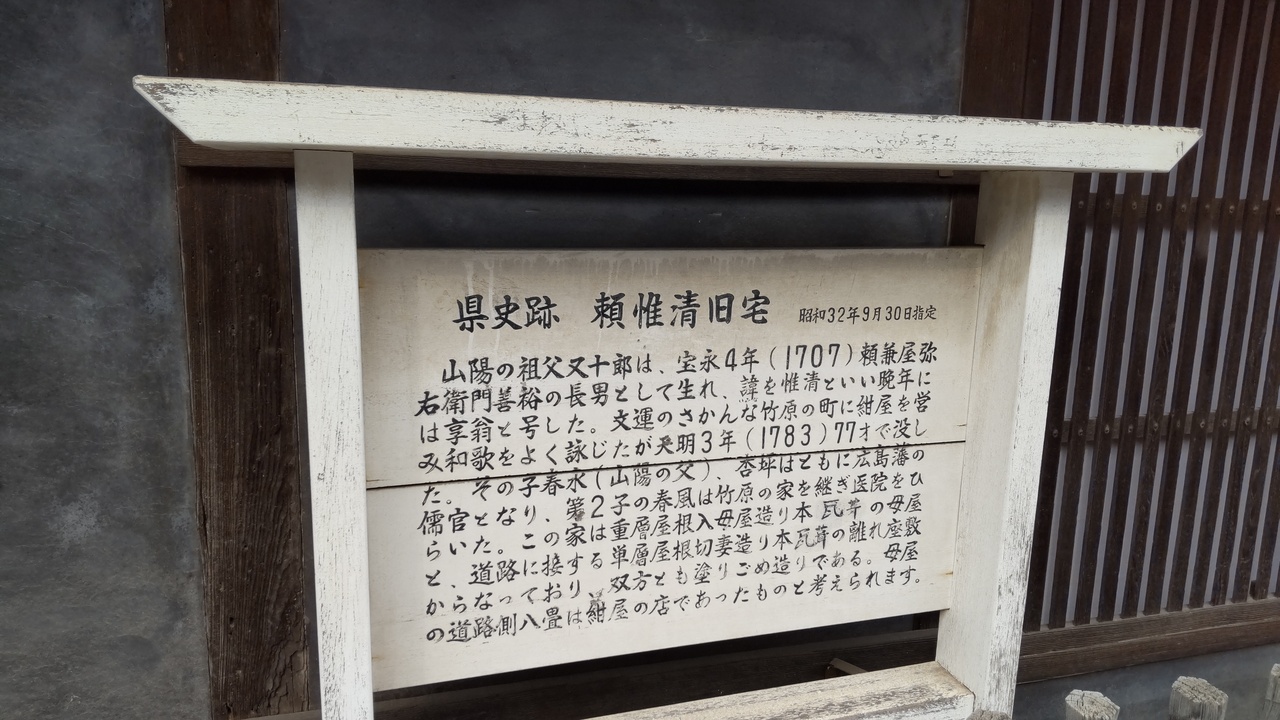 県史跡　頼惟清旧宅　昭和32年9月30日指定
山陽の祖父又十郎は、宝永4年(1707)頼兼屋弥
右衛門善裕の長男として生れ、諱を惟清といい晩年に
は享翁と号した。文運のさかんな竹原の町に紺屋を営
み和歌をよく詠じたが天明3年(1783)77才で没し
た。その子春水(山陽の父)、杏坪はともに広島藩の
儒官となり、第2子の春風は竹原の家を継ぎ医院をひ
らいた。この家は重層屋根入母屋造り本瓦葺の母屋
と、道路に接する単層屋根切妻造り本瓦葺の離れ座敷
からなっており、双方とも塗りごめ造りである。母屋
の道路側八畳は紺屋の店であったものと考えられます。